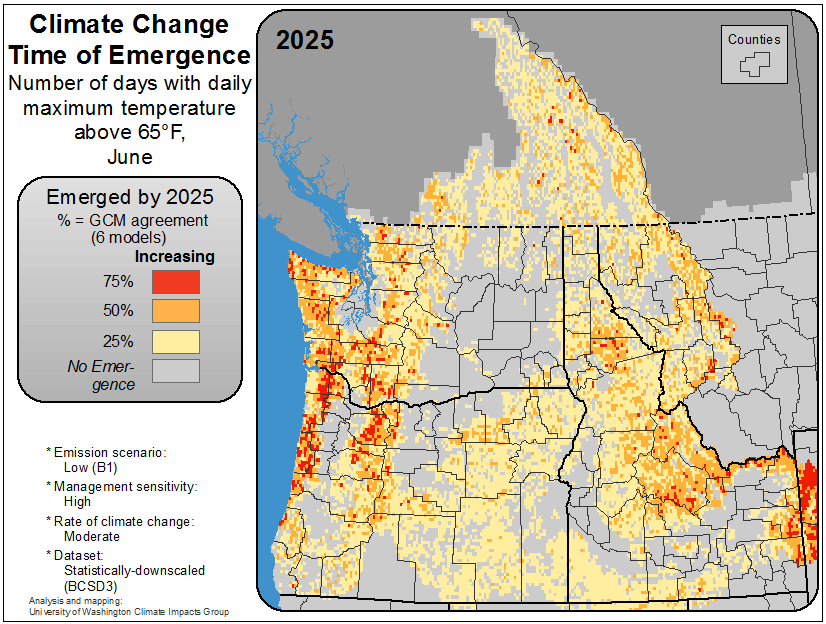 Climate Change
Time of Emergence
Number of days with daily
maximum temperature
above 65°F,
June
Emerged by 2025
% = GCM agreement
(6 models)
Increasing
75%
50%
25%
No Emer-
gence
* Emission scenario:
Low (B1)
* Management sensitivity:
High
* Rate of climate change:
Moderate
* Dataset:
Statistically-downscaled
(BCSD3)
Analysis and mapping:
University of Washington Climate Impacts Group
2025
Counties